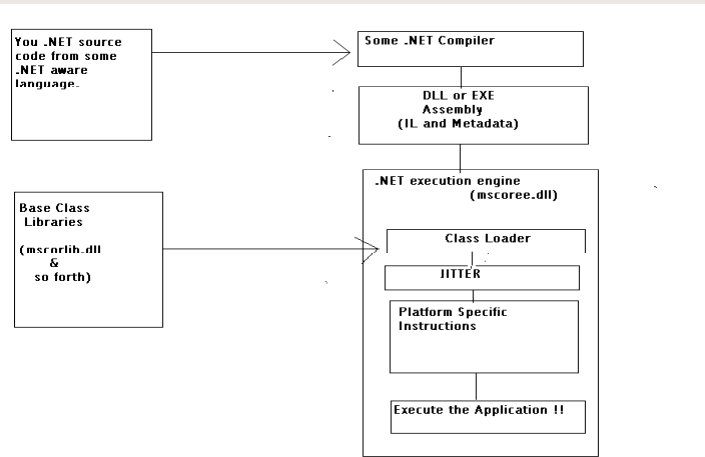 You .NET source
code from some
.NET aware
language.
Some .NET Compiler
DLL or EXE
Assembly
(IL and Metadata)
.NET execution engine
(mscoree.dll)
Base Class
Libraries
(mscorlib.dll
&
so forth)
Class Loader
JITTER
Platform Specific
Instructions
Execute the Application !!